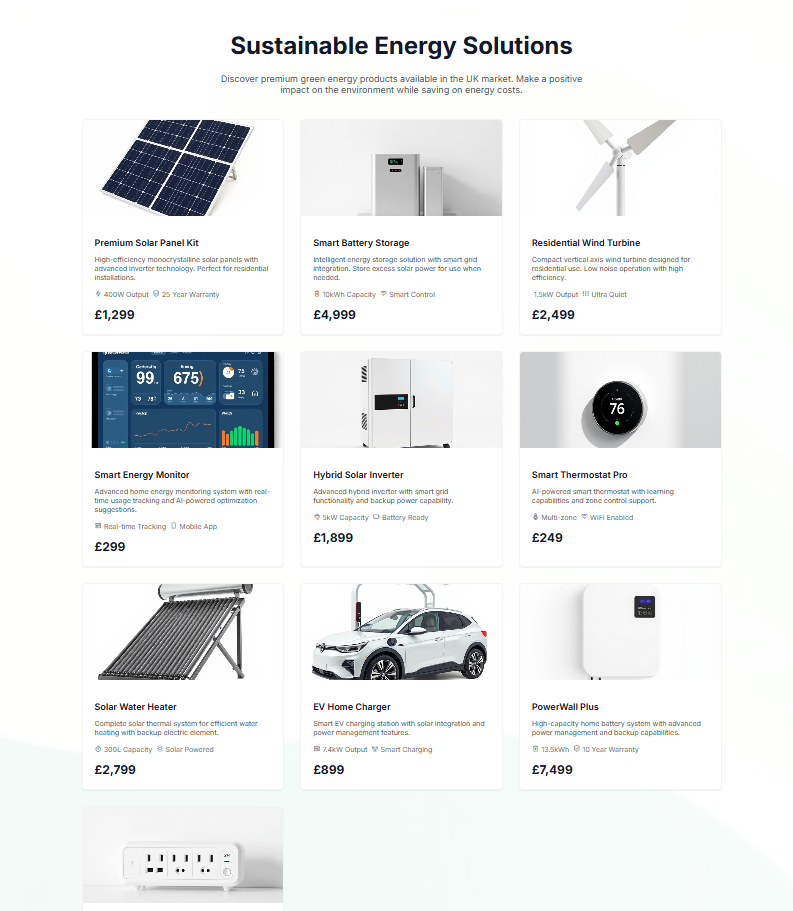 Sustainable Energy Solutions
Discover premium green energy products available in the UK market. Make a positive
impact on the environment while saving on energy costs.
Premium Solar Panel Kit
High-efficiency monocrystalline solar panels with
advanced inverter technology. Perfect for residential
installations.
400W Output 25 Year Warranty
£1,299
Smart Battery Storage
Intelligent energy storage solution with smart grid
integration. Store excess solar power for use when
needed.
10kWh Capacity Smart Control
£4,999
Residential Wind Turbine
Compact vertical axis wind turbine designed for
residential use. Low noise operation with high
efficiency.
1.5kW Output Ultra Quiet
£2,499
99
675
Smart Energy Monitor
Advanced home energy monitoring system with real-
time usage tracking and AI-powered optimization
suggestions.
Real-time Tracking Mobile App
£299
Hybrid Solar Inverter
Advanced hybrid inverter with smart grid
functionality and backup power capability.
5kW Capacity Battery Ready
£1,899
76
Smart Thermostat Pro
AI-powered smart thermostat with learning
capabilities and zone control support.
Multi-zone WiFi Enabled
£249
Solar Water Heater
Complete solar thermal system for efficient water
heating with backup electric element.
300L Capacity Solar Powered
£2,799
EV Home Charger
Smart EV charging station with solar integration and
power management features.
7.4kW Output Smart Charging
£899
PowerWall Plus
High-capacity home battery system with advanced
power management and backup capabilities.
13.5kWh 10 Year Warranty
£7,499